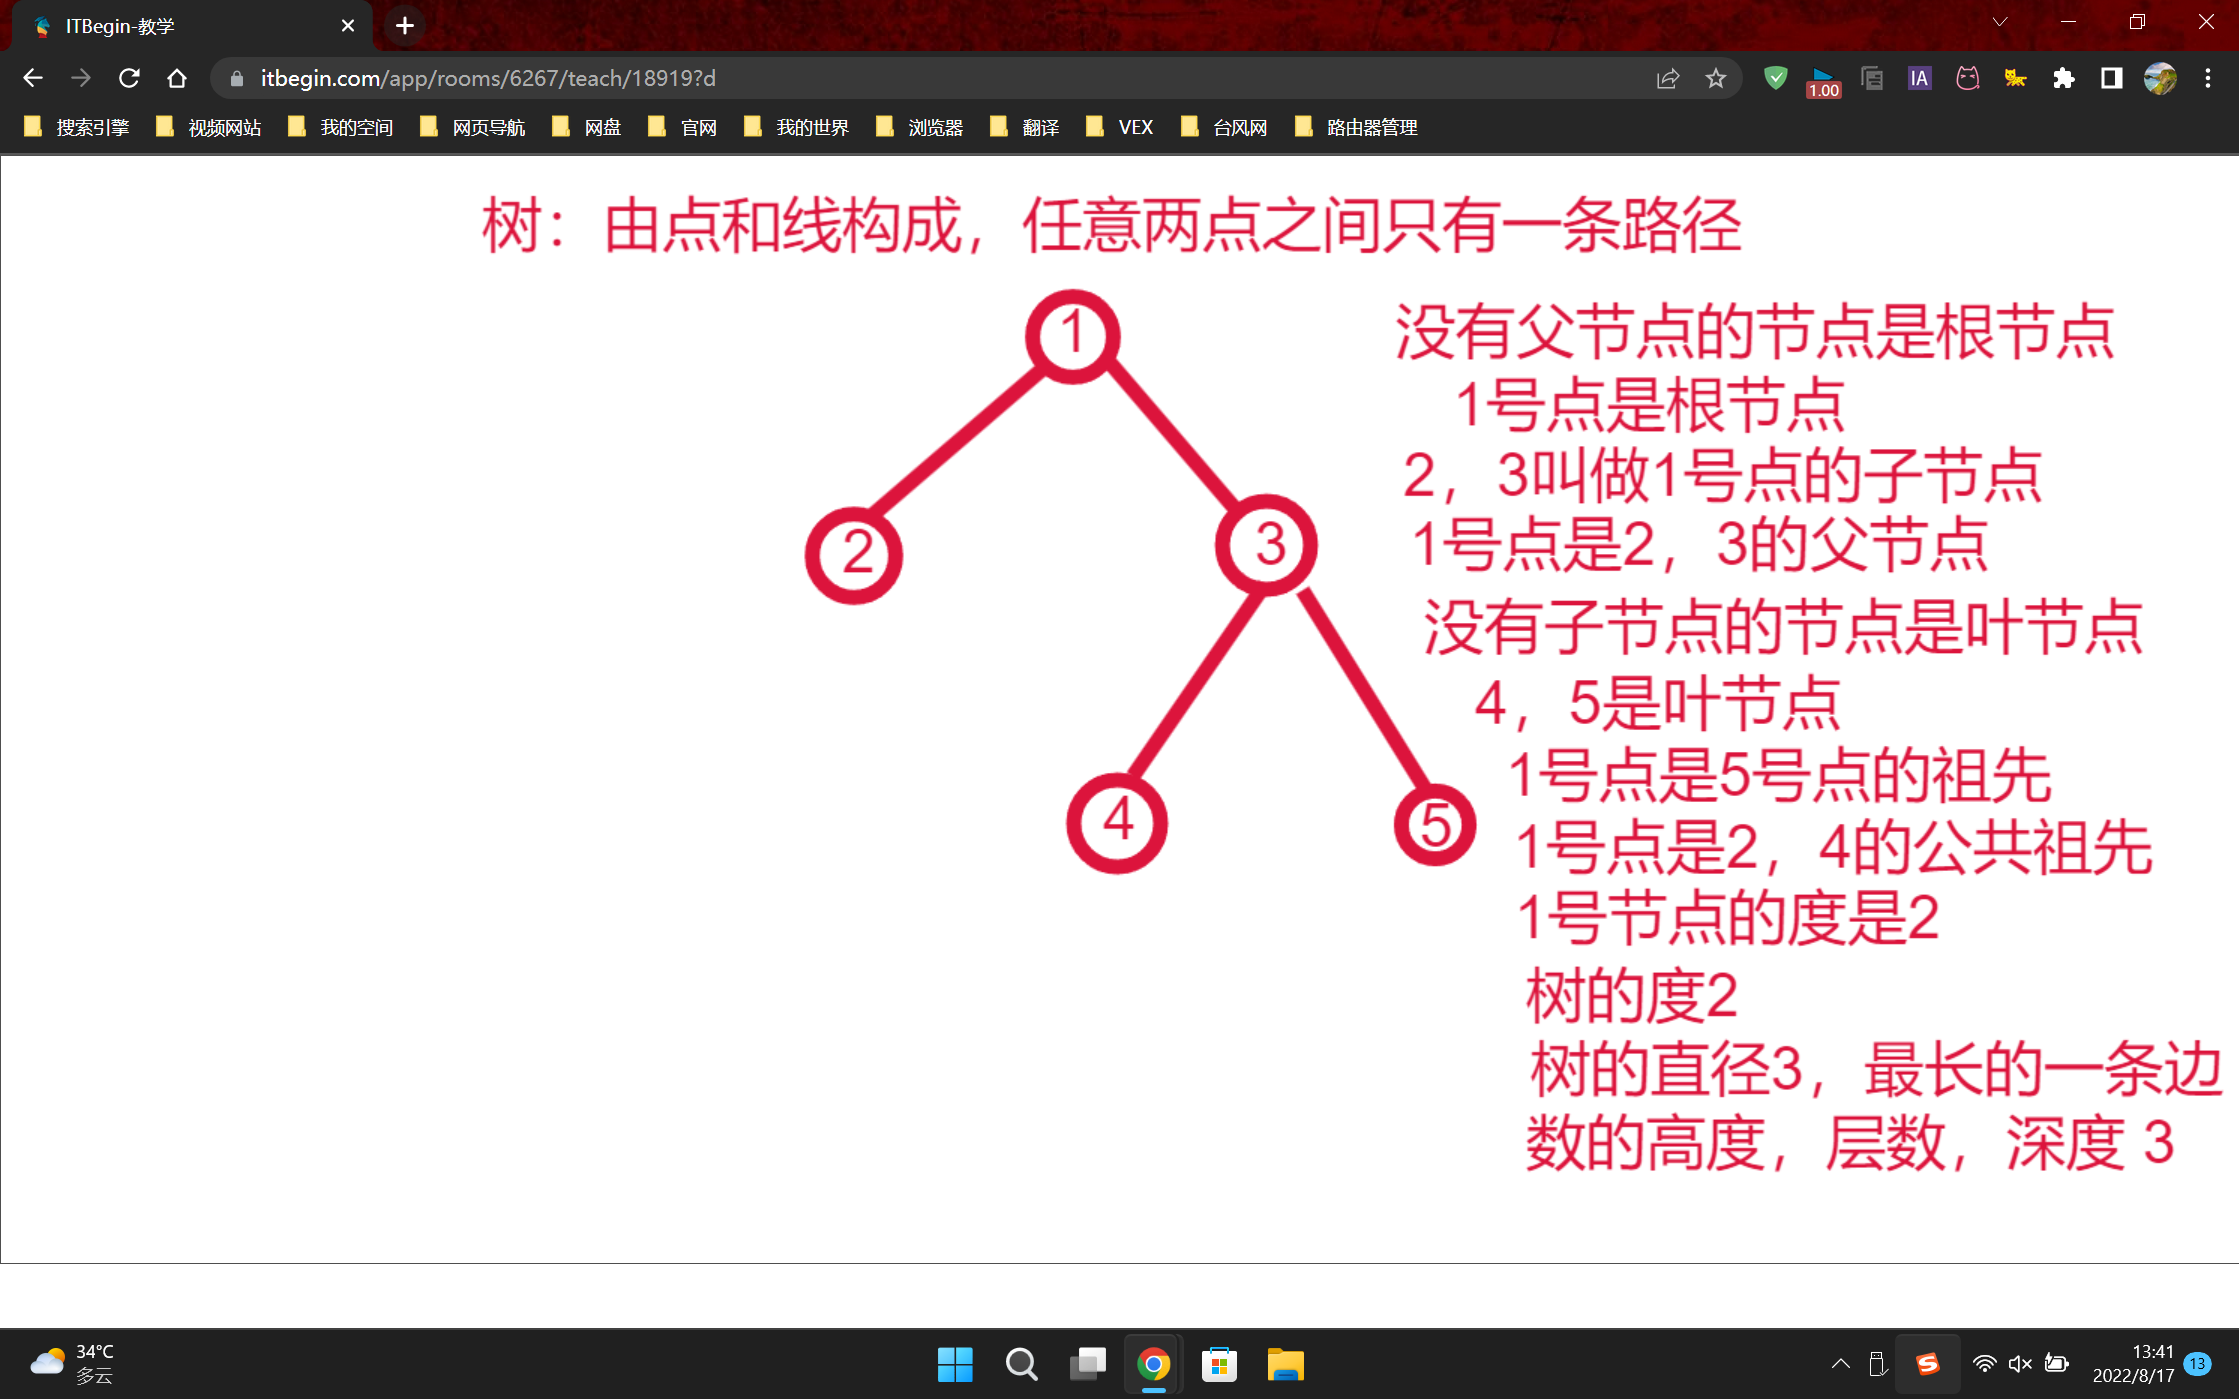 ITBegin-教学
itbegin.com/app/rooms/6267/teach/18919?d
1.00
IA
搜索引擎 视频网站 我的空间 网页导航 网盘 官网 我的世界 浏览器 翻译 VEX 台风网 路由器管理
树：由点和线构成，任意两点之间只有一条路径
1
没有父节点的节点是根节点
1号点是根节点
2，3叫做1号点的子节点
2
3
1号点是2，3的父节点
没有子节点的节点是叶节点
4，5是叶节点
1号点是5号点的祖先
4
5
1号点是2，4的公共祖先
1号节点的度是2
树的度2
树的直径3，最长的一条边
数的高度，层数，深度 3
34°C
多云
13:41
2022/8/17
13